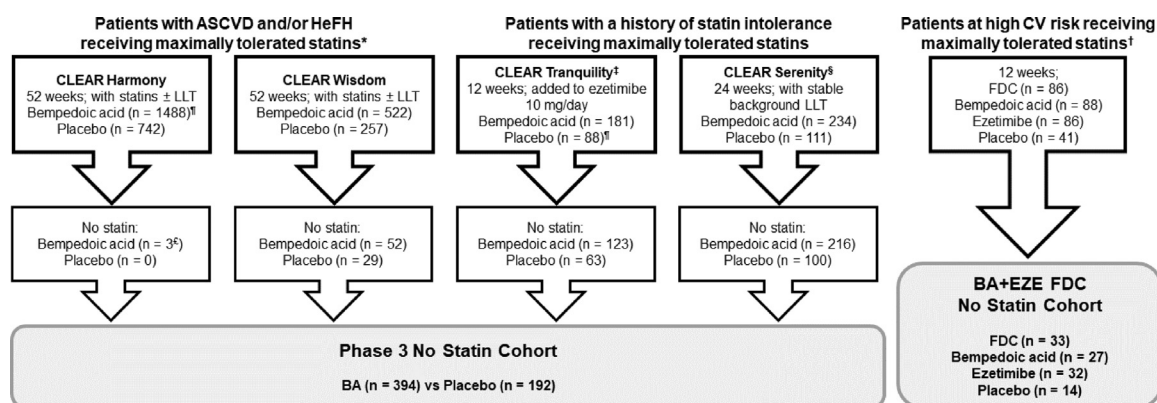 Patients with ASCVD and/or HeFH
receiving maximally tolerated statins*
CLEAR Harmony
52 weeks; with statins ± LLT
Bempedoic acid (n = 1488)¶
Placebo (n = 742)
CLEAR Wisdom
52 weeks; with statins ± LLT
Bempedoic acid (n = 522)
Placebo (n = 257)
Patients with a history of statin intolerance
receiving maximally tolerated statins
CLEAR Tranquility‡
12 weeks; added to ezetimibe
10 mg/day
Bempedoic acid (n = 181)
Placebo (n = 88)¶
CLEAR Serenity§
24 weeks; with stable
background LLT
Bempedoic acid (n = 234)
Placebo (n = 111)
Patients at high CV risk receiving
maximally tolerated statins†
12 weeks;
FDC (n = 86)
Bempedoic acid (n = 88)
Ezetimibe (n = 86)
Placebo (n = 41)
No statin:
Bempedoic acid (n = 3£)
Placebo (n = 0)
No statin:
Bempedoic acid (n = 52)
Placebo (n = 29)
No statin:
Bempedoic acid (n = 123)
Placebo (n = 63)
No statin:
Bempedoic acid (n = 216)
Placebo (n = 100)
Phase 3 No Statin Cohort
BA (n = 394) vs Placebo (n = 192)
BA+EZE FDC
No Statin Cohort
FDC (n = 33)
Bempedoic acid (n = 27)
Ezetimibe (n = 32)
Placebo (n = 14)